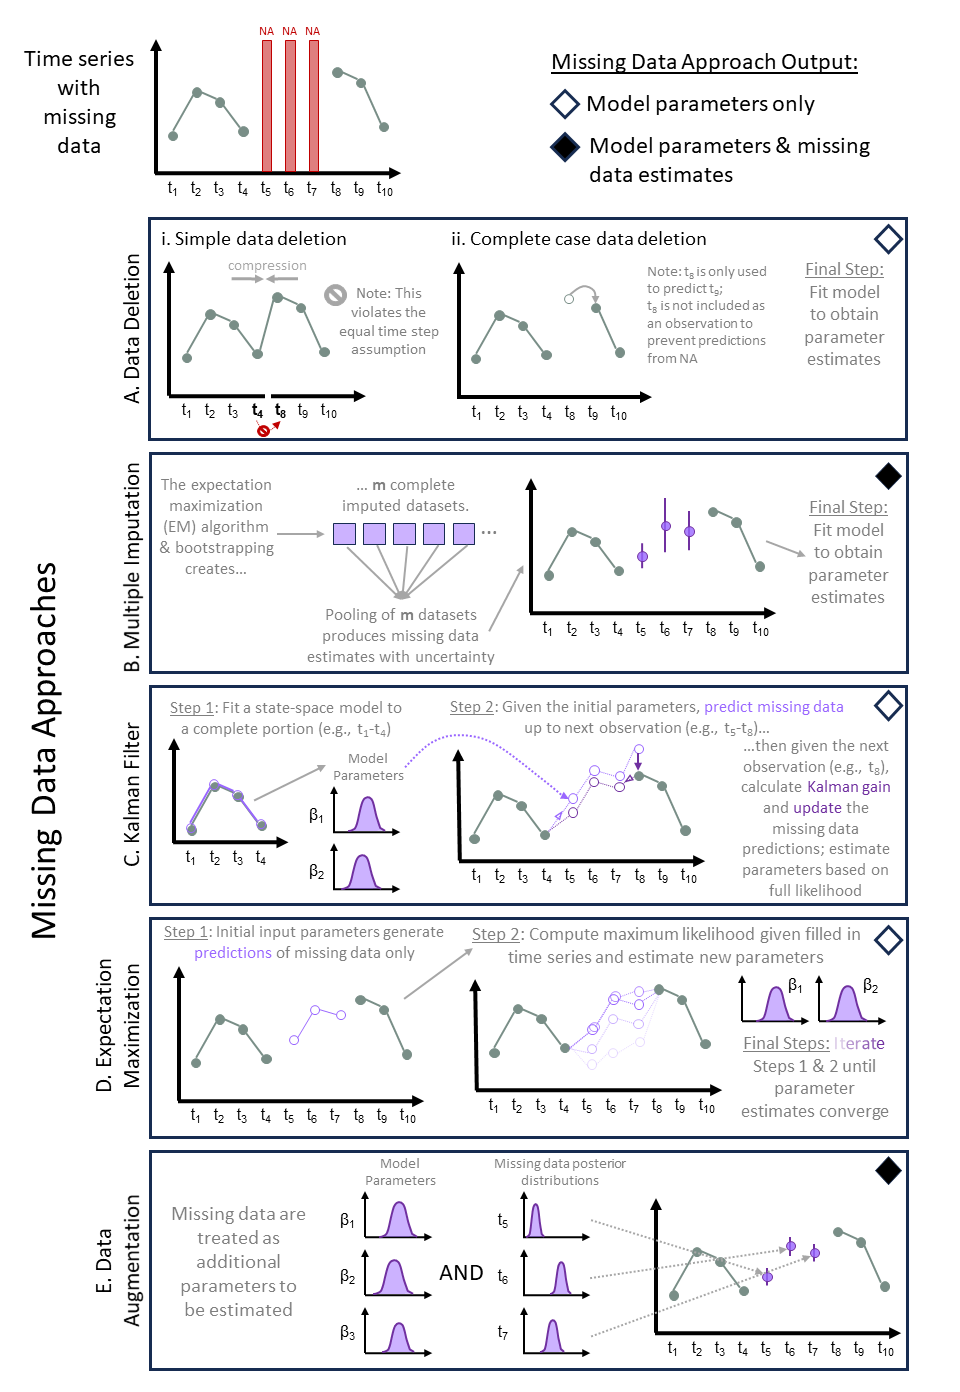 Time series
with
missing
data
NA NA NA
t1 t2 t3 t4 t5 t6 t7 t8 t9 t10
Missing Data Approach Output:
Model parameters only
Model parameters & missing
data estimates
Missing Data Approaches
A. Data Deletion
i. Simple data deletion
compression
Note: This
violates the
equal time step
assumption
t1 t2 t3 t4 t8 t9 t10
ii. Complete case data deletion
Note: t8 is only used
to predict t9;
t8 is not included as
an observation to
prevent predictions
from NA
t1 t2 t3 t4 t8 t9 t10
Final Step:
Fit model
to obtain
parameter
estimates
B. Multiple Imputation
The expectation
maximization
(EM) algorithm
& bootstrapping
creates...
... m complete
imputed datasets.
...
Pooling of m datasets
produces missing data
estimates with uncertainty
t1 t2 t3 t4 t5 t6 t7 t8 t9 t10
Final Step:
Fit model
to obtain
parameter
estimates
C. Kalman Filter
Step 1: Fit a state-space model to
a complete portion (e.g., t1-t4)
t1 t2 t3 t4
Model
Parameters
β1
β2
Step 2: Given the initial parameters, predict missing data
up to next observation (e.g., t5-t8)...
t1 t2 t3 t4 t5 t6 t7 t8 t9 t10
...then given the next
observation (e.g., t8),
calculate Kalman gain
and update the
missing data
predictions; estimate
parameters based on
full likelihood
D. Expectation
Maximization
Step 1: Initial input parameters generate
predictions of missing data only
t1 t2 t3 t4 t5 t6 t7 t8 t9 t10
Step 2: Compute maximum likelihood given filled in
time series and estimate new parameters
t1 t2 t3 t4 t5 t6 t7 t8 t9 t10
β1 β2
Final Steps: Iterate
Steps 1 & 2 until
parameter
estimates converge
E. Data
Augmentation
Missing data are
treated as
additional
parameters to
be estimated
Model
Parameters
β1
β2
β3
AND
Missing data posterior
distributions
t5
t6
t7
t1 t2 t3 t4 t5 t6 t7 t8 t9 t10